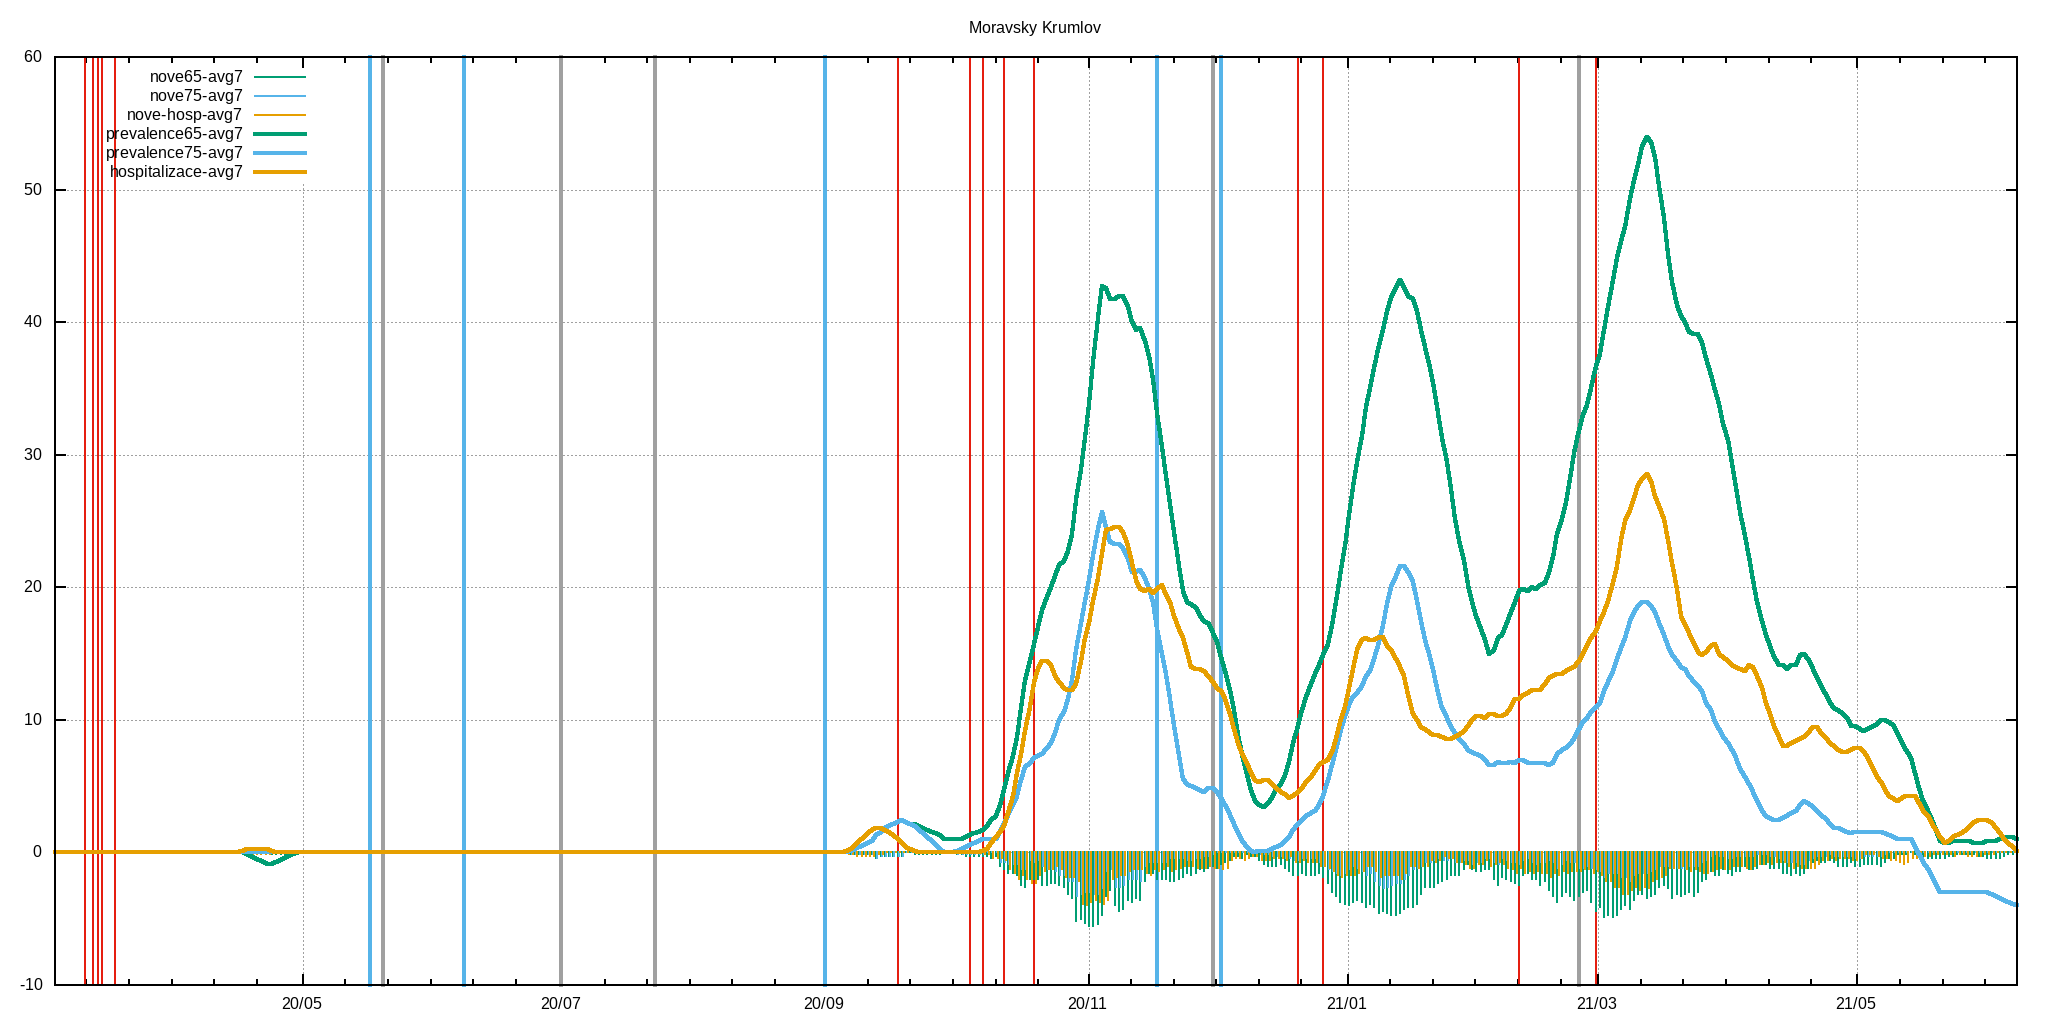 Moravsky Krumlov
60
50
40
30
20
10
0
-10
nove65-avg7
nove75-avg7
nove-hosp-avg7
prevalence65-avg7
prevalence75-avg7
hospitalizace-avg7
20/05 20/07 20/09 20/11 21/01 21/03 21/05